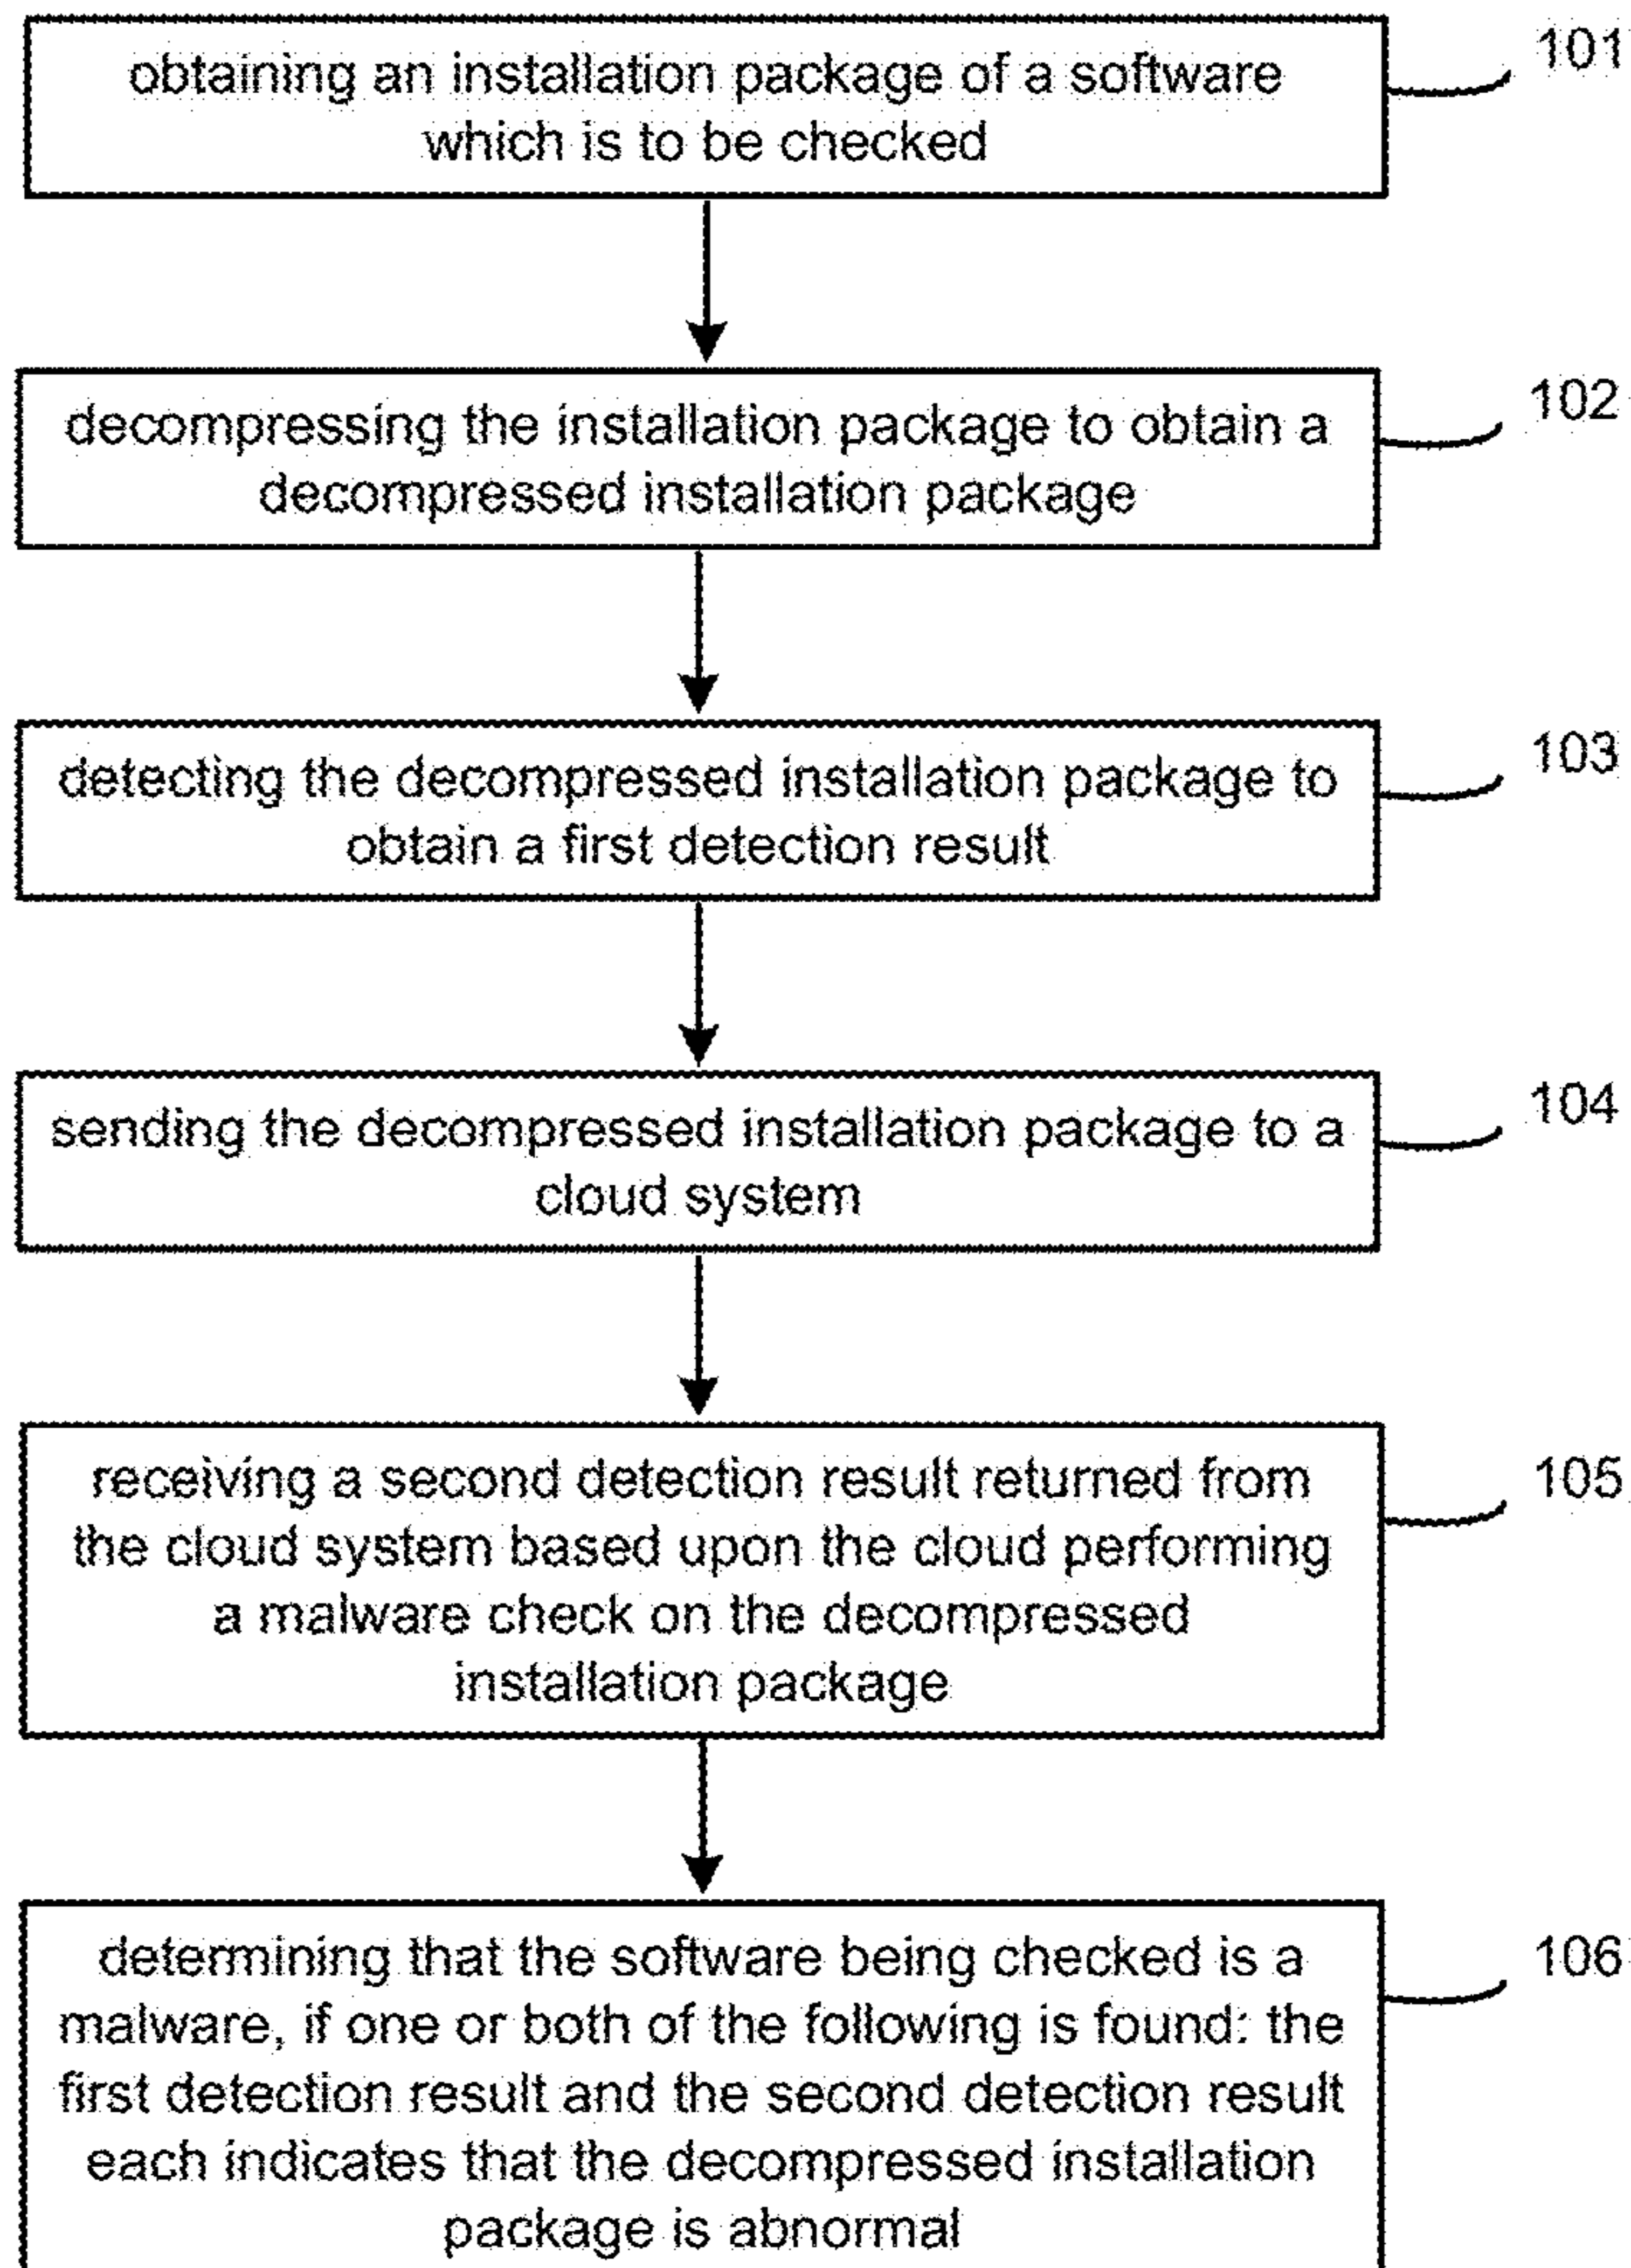 obtaining an installation package of a software
which is to be checked
101
decompressing the installation package to obtain a
decompressed installation package
102
detecting the decompressed installation package to
obtain a first detection result
103
sending the decompressed installation package to a
cloud system
104
receiving a second detection result returned from
the cloud system based upon the cloud performing
a malware check on the decompressed
installation package
105
determining that the software being checked is a
malware, if one or both of the following is found: the
first detection result and the second detection result
each indicates that the decompressed installation
package is abnormal
106